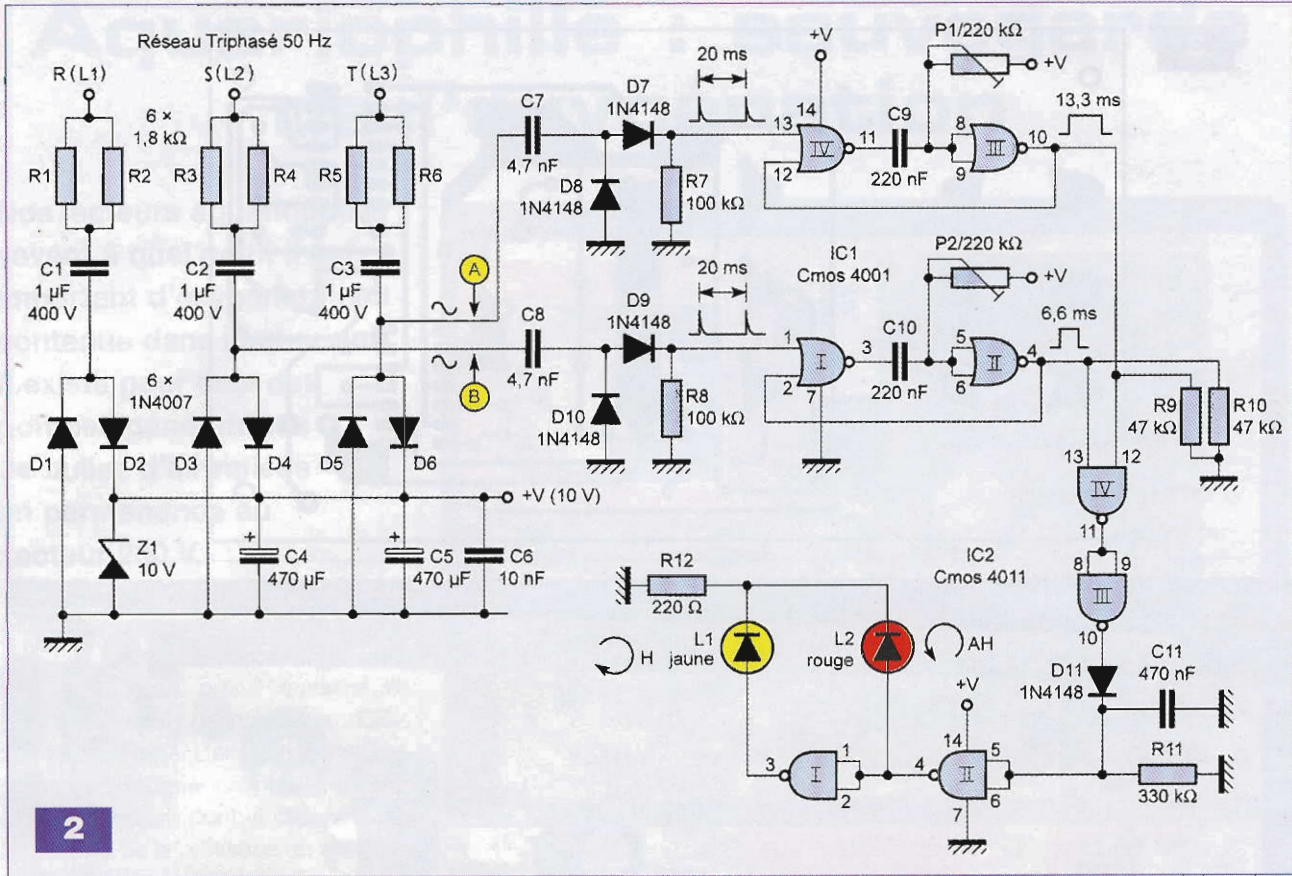 Réseau Triphasé 50 Hz
R (L1)
S (L2)
T (L3)
6 ×
1,8 kΩ
R1
R2
R3
R4
R5
R6
C1
1 µF
400 V
C2
1 µF
400 V
C3
1 µF
400 V
6 ×
1N4007
D1
D2
D3
D4
D5
D6
Z1
10 V
+
C4
470 µF
+
C5
470 µF
C6
10 nF
+V (10 V)
A
B
C7
4,7 nF
D7
1N4148
D8
1N4148
R7
100 kΩ
20 ms
+V
14
13
12
IV
11
C9
220 nF
P1/220 kΩ
+V
8
9
III
10
13,3 ms
C8
4,7 nF
D9
1N4148
D10
1N4148
R8
100 kΩ
20 ms
IC1
Cmos 4001
1
2
7
I
3
C10
220 nF
P2/220 kΩ
+V
5
6
II
4
6,6 ms
R9
47 kΩ
R10
47 kΩ
13
12
IV
11
IC2
Cmos 4011
8
9
III
10
D11
1N4148
C11
470 nF
R11
330 kΩ
R12
220 Ω
H
L1
jaune
L2
rouge
AH
+V
3
I
1
2
4
14
II
5
6
7
2